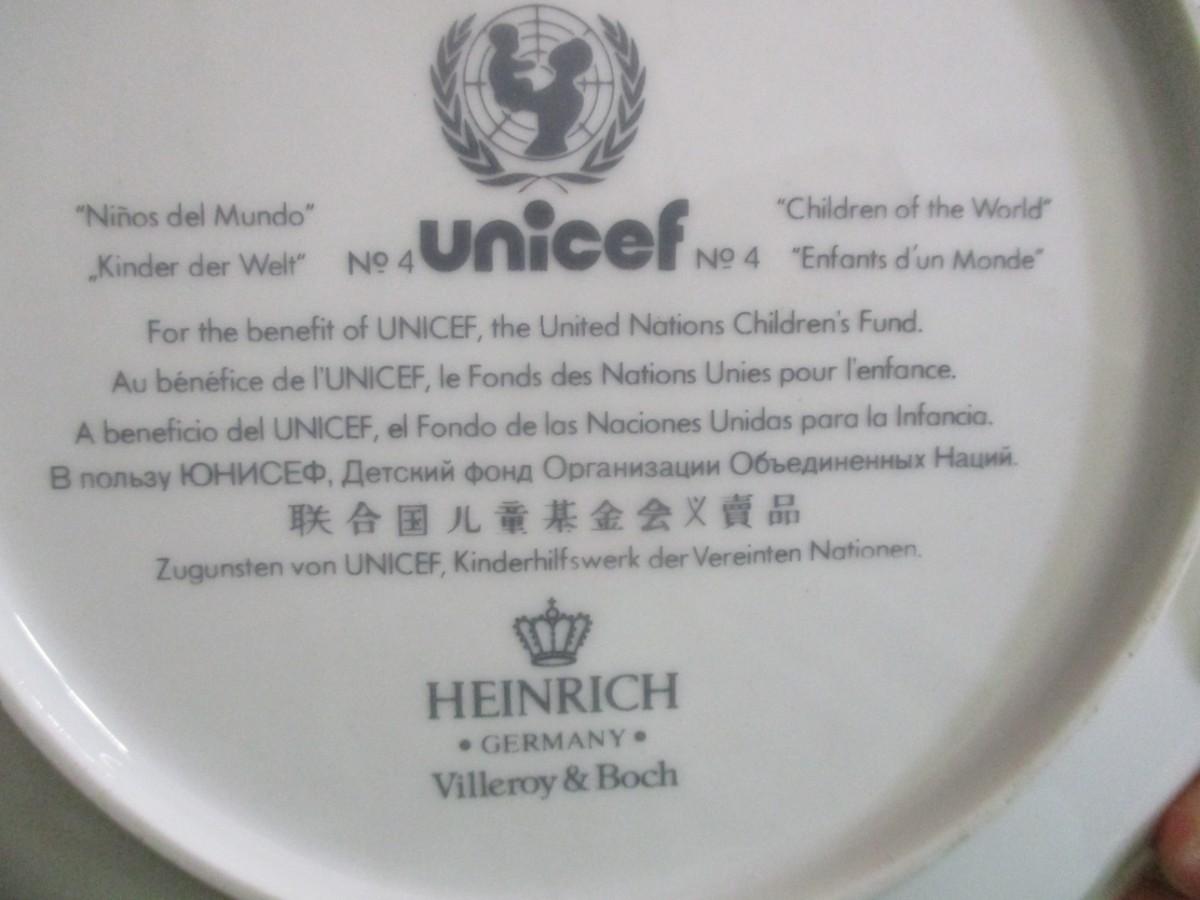 "Niños del Mundo" "Children of the World"
„Kinder der Welt" Nº 4 unicef Nº 4 "Enfants d'un Monde"
For the benefit of UNICEF, the United Nations Children's Fund.
Au bénéfice de l'UNICEF, le Fonds des Nations Unies pour l'enfance.
A beneficio del UNICEF, el Fondo de las Naciones Unidas para la Infancia.
В пользу ЮНИСЕФ, Детский фонд Организации Объединенных Наций.
联合国儿童基金会义賣品
Zugunsten von UNICEF, Kinderhilfswerk der Vereinten Nationen.
HEINRICH
• GERMANY •
Villeroy & Boch